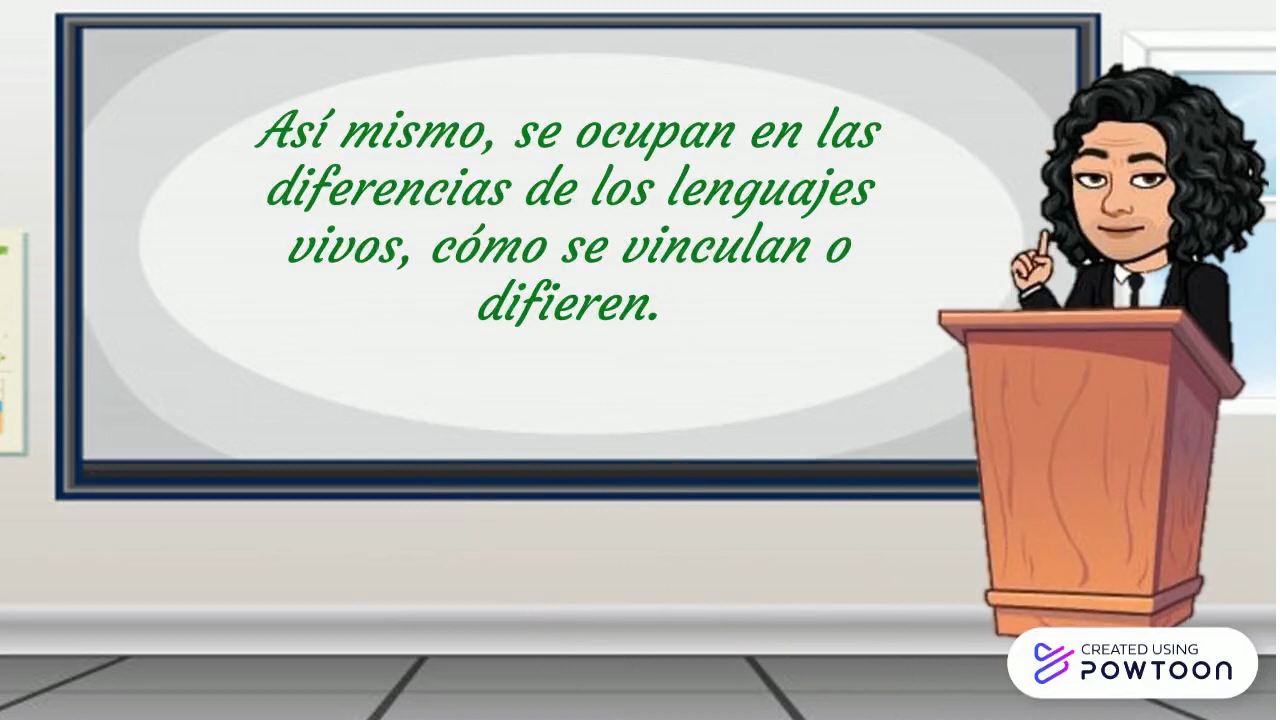 Así mismo, se ocupan en las
diferencias de los lenguajes
vivos, cómo se vinculan o
difieren.
CREATED USING
POWTOON